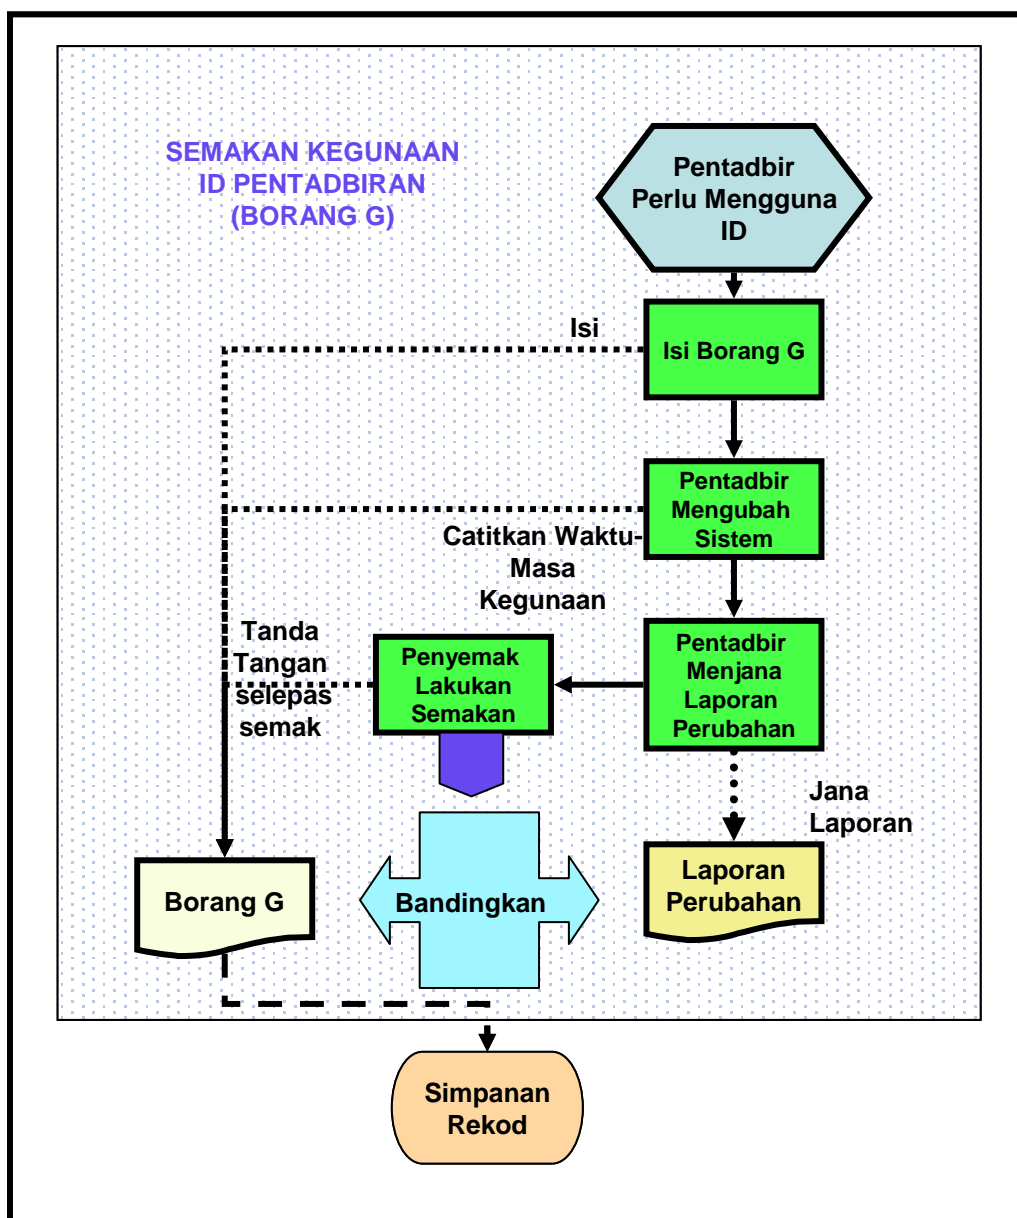 SEMAKAN KEGUNAAN
ID PENTADBIRAN
(BORANG G)
Pentadbir
Perlu Mengguna
ID
Isi
Isi Borang G
Pentadbir
Mengubah
Sistem
Catitkan Waktu-
Masa
Kegunaan
Tanda
Tangan
selepas
semak
Penyemak
Lakukan
Semakan
Pentadbir
Menjana
Laporan
Perubahan
Jana
Laporan
Borang G
Bandingkan
Laporan
Perubahan
Simpanan
Rekod